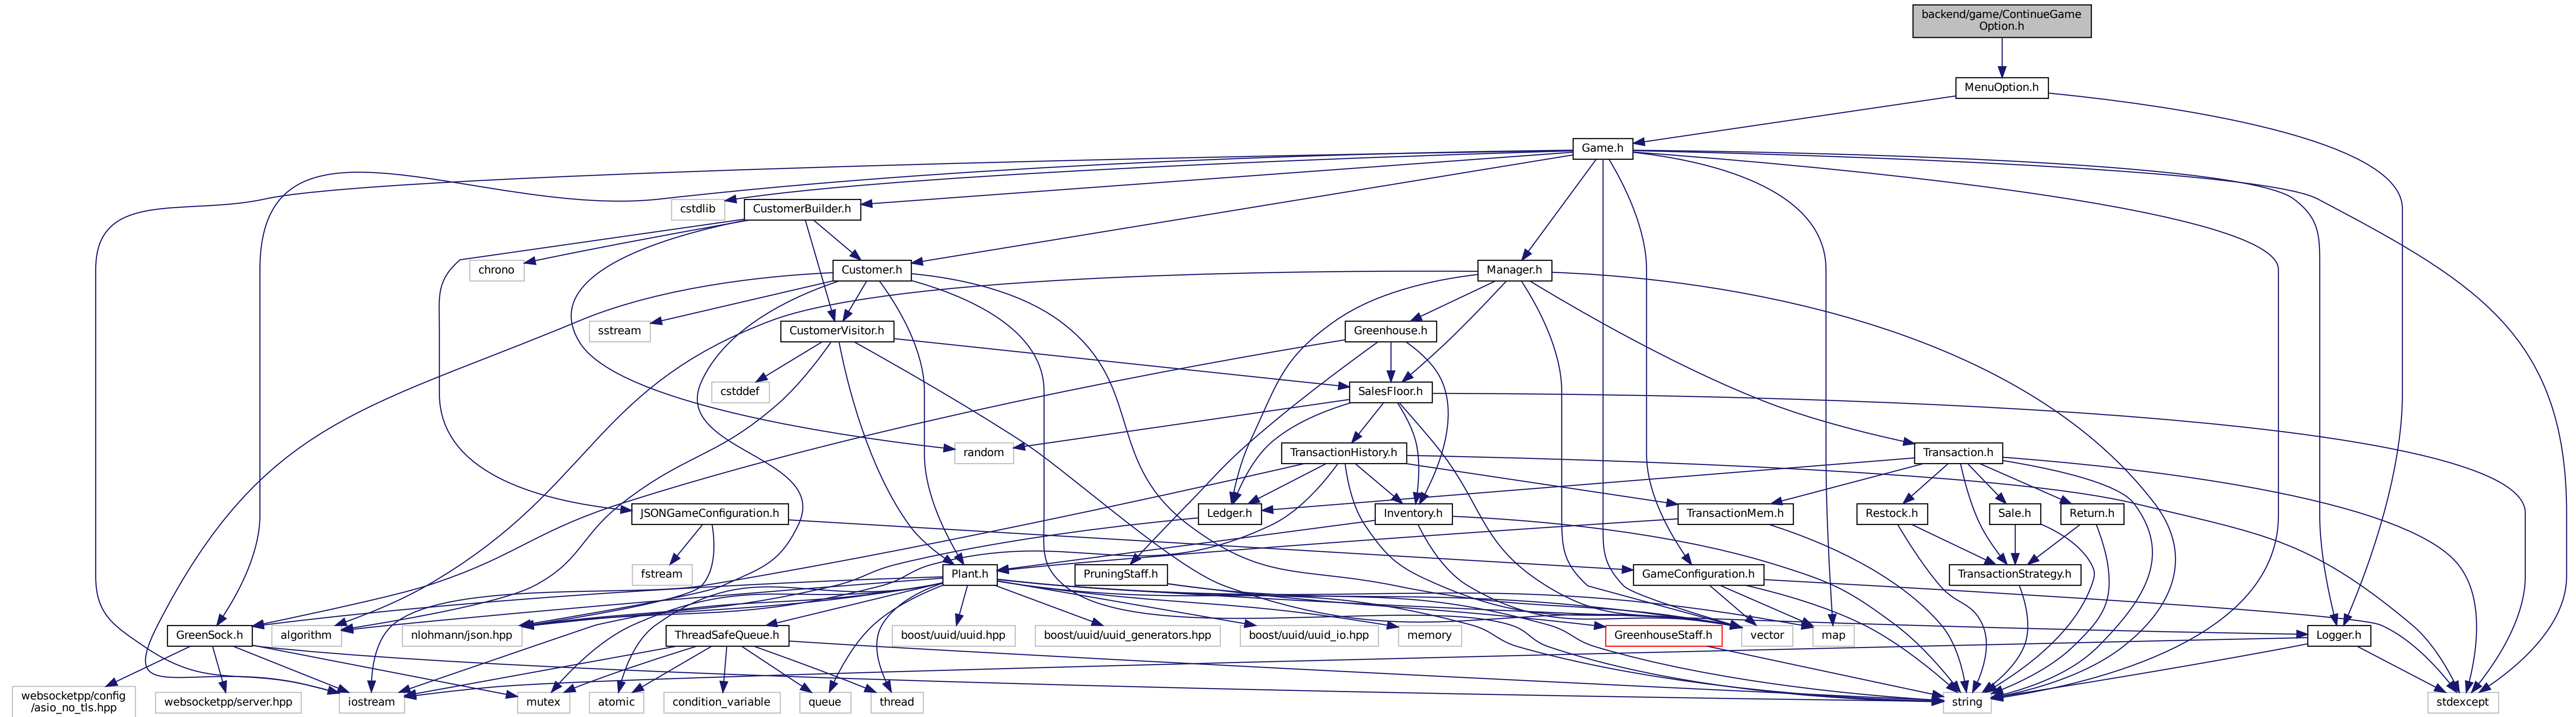 backend/game/ContinueGame
Option.h
MenuOption.h
Game.h
cstdlib
CustomerBuilder.h
chrono
Customer.h
Manager.h
sstream
CustomerVisitor.h
Greenhouse.h
cstddef
SalesFloor.h
random
TransactionHistory.h
Transaction.h
JSONGameConfiguration.h
Ledger.h
Inventory.h
TransactionMem.h
Restock.h
Sale.h
Return.h
fstream
Plant.h
PruningStaff.h
GameConfiguration.h
TransactionStrategy.h
GreenSock.h
algorithm
nlohmann/json.hpp
ThreadSafeQueue.h
boost/uuid/uuid.hpp
boost/uuid/uuid_generators.hpp
boost/uuid/uuid_io.hpp
memory
GreenhouseStaff.h
vector
map
Logger.h
websocketpp/config
/asio_no_tls.hpp
websocketpp/server.hpp
iostream
mutex
atomic
condition_variable
queue
thread
string
stdexcept